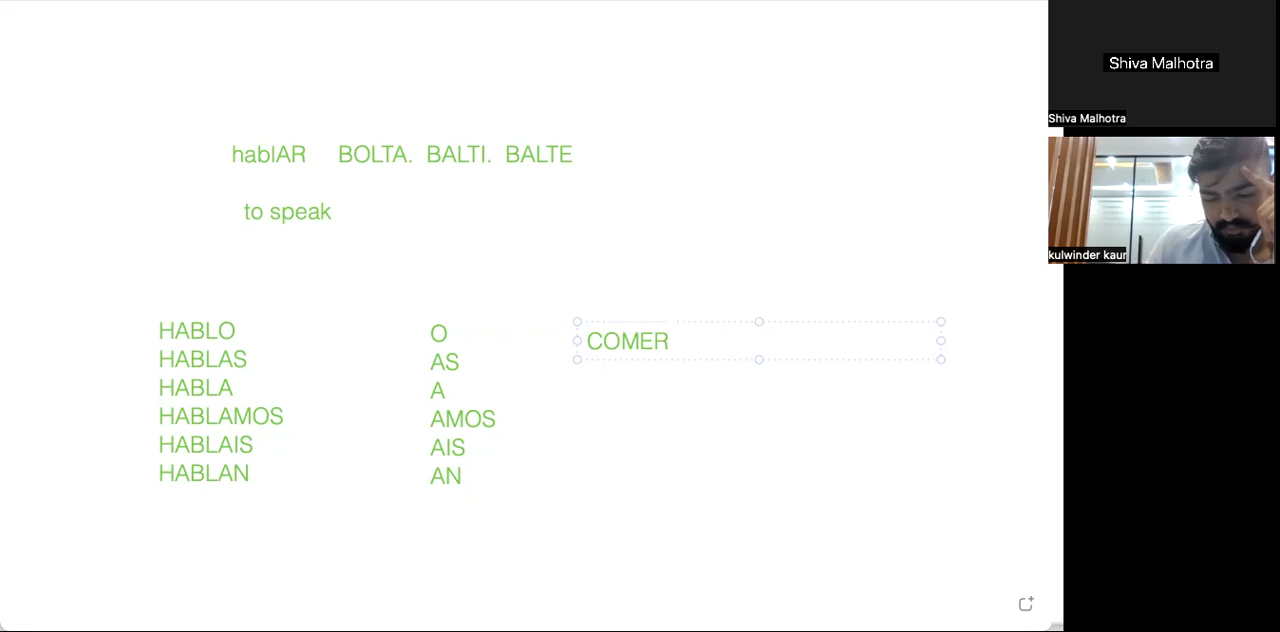 hablAR BOLTA. BALTI. BALTE
to speak
HABLO
HABLAS
HABLA
HABLAMOS
HABLAIS
HABLAN
O
AS
A
AMOS
AIS
AN
COMER
Shiva Malhotra
Shiva Malhotra
kulwinder kaur